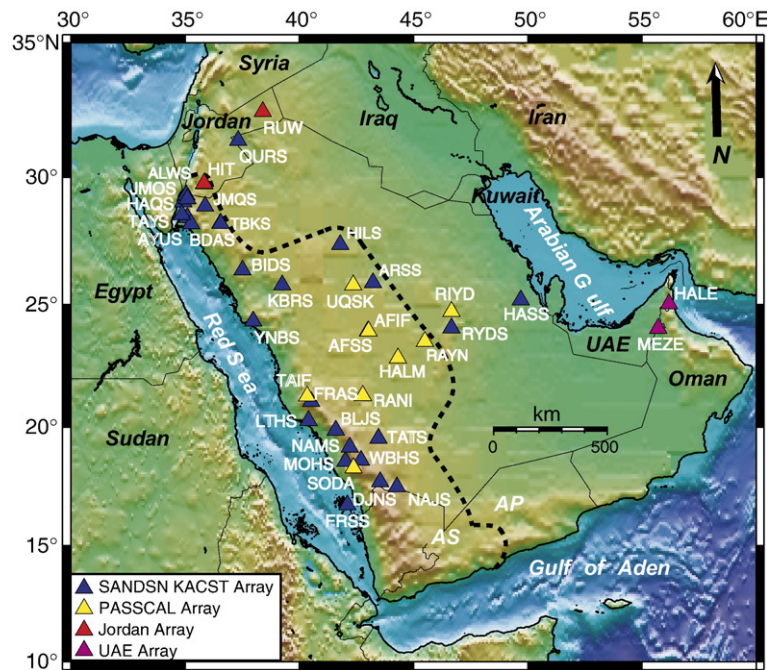 30° 35° 40° 45° 50° 55° 60°E
35°N
Syria
Jordan
RUW
Iraq
Iran
N
QURS
30°
ALWS
HIT
JMOS
HAQS
JMQS
Kuwait
TAYS
TBKS
AYUS
BDAS
HILS
Arabian Gulf
BIDS
ARSS
Egypt
KBRS
UQSK
RIYD
HASS
HALE
25°
YNBS
AFIF
AFSS
RYDS
MEZE
Red Sea
RAYN
UAE
HALM
Oman
TAIF
FRAS
RANI
km
LTHS
BLJS
20°
TATS
0 500
Sudan
NAMS
WBHS
MOHS
SODA
DJNS
NAJS
FRSS
AP
AS
15°
Gulf of Aden
SANDSN KACST Array
PASSCAL Array
Jordan Array
UAE Array
10°